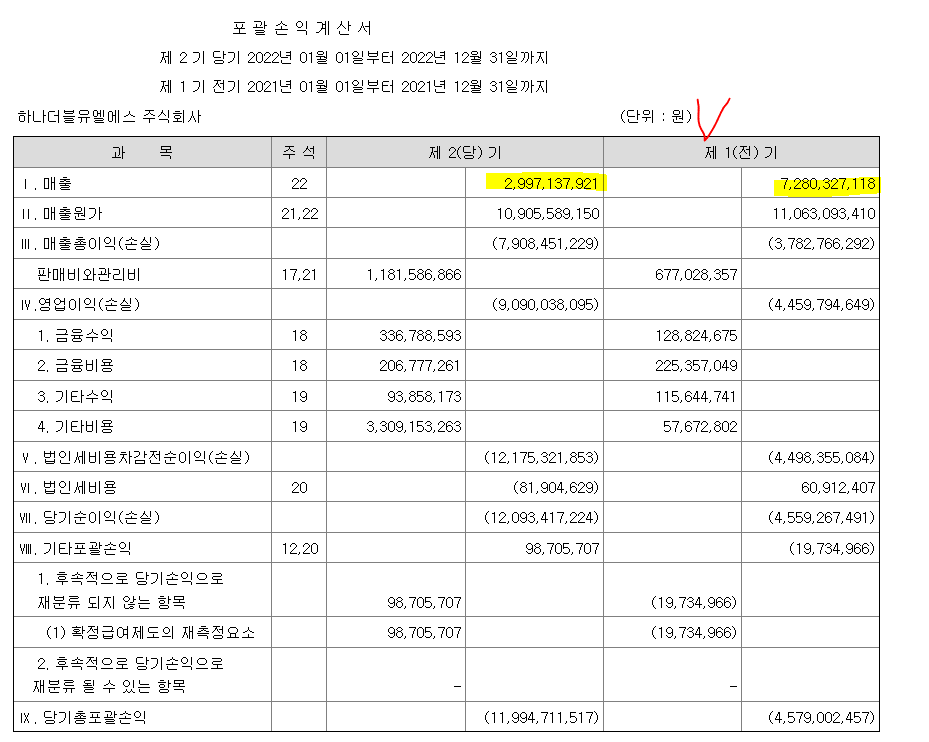 포 괄 손 익 계 산 서
제 2 기 당기 2022년 01월 01일부터 2022년 12월 31일까지
제 1 기 전기 2021년 01월 01일부터 2021년 12월 31일까지
하나더블유엘에스 주식회사 (단위 : 원)
과 목 주 석 제 2(당) 기 제 1(전) 기
Ⅰ. 매출 22 2,997,137,921 7,280,327,118
Ⅱ. 매출원가 21,22 10,905,589,150 11,063,093,410
Ⅲ. 매출총이익(손실) (7,908,451,229) (3,782,766,292)
판매비와관리비 17,21 1,181,586,866 677,028,357
Ⅳ.영업이익(손실) (9,090,038,095) (4,459,794,649)
1. 금융수익 18 336,788,593 128,824,675
2. 금융비용 18 206,777,261 225,357,049
3. 기타수익 19 93,858,173 115,644,741
4. 기타비용 19 3,309,153,263 57,672,802
Ⅴ. 법인세비용차감전순이익(손실) (12,175,321,853) (4,498,355,084)
Ⅵ. 법인세비용 20 (81,904,629) 60,912,407
Ⅶ. 당기순이익(손실) (12,093,417,224) (4,559,267,491)
Ⅷ. 기타포괄손익 12,20 98,705,707 (19,734,966)
1. 후속적으로 당기손익으로
재분류 되지 않는 항목 98,705,707 (19,734,966)
(1) 확정급여제도의 재측정요소 98,705,707 (19,734,966)
2. 후속적으로 당기손익으로
재분류 될 수 있는 항목 – –
Ⅸ. 당기총포괄손익 (11,994,711,517) (4,579,002,457)